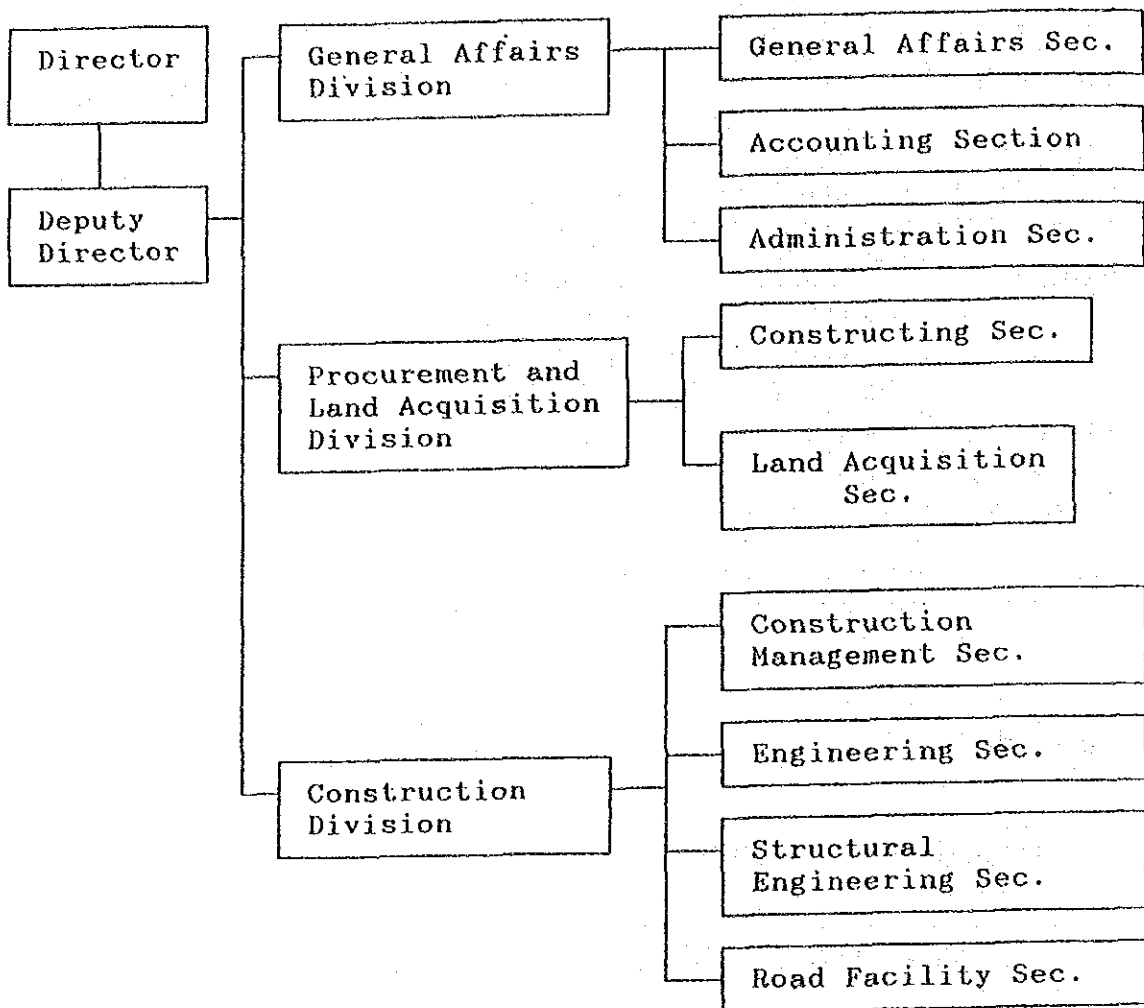 Director
Deputy
Director
General Affairs
Division
General Affairs Sec.
Accounting Section
Administration Sec.
Procurement and
Land Acquisition
Division
Constructing Sec.
Land Acquisition
Sec.
Construction
Division
Construction
Management Sec.
Engineering Sec.
Structural
Engineering Sec.
Road Facility Sec.